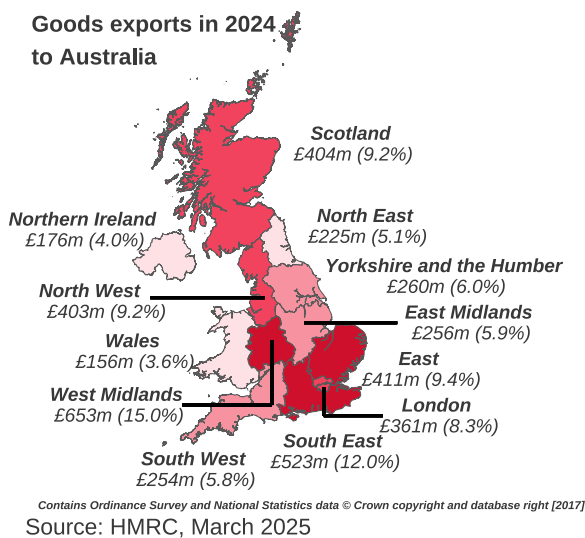 Goods exports in 2024
to Australia
Scotland
£404m (9.2%)
Northern Ireland
£176m (4.0%)
North East
£225m (5.1%)
Yorkshire and the Humber
£260m (6.0%)
North West
£403m (9.2%)
East Midlands
£256m (5.9%)
Wales
£156m (3.6%)
East
£411m (9.4%)
West Midlands
£653m (15.0%)
London
£361m (8.3%)
South East
£523m (12.0%)
South West
£254m (5.8%)
Contains Ordinance Survey and National Statistics data © Crown copyright and database right [2017]
Source: HMRC, March 2025